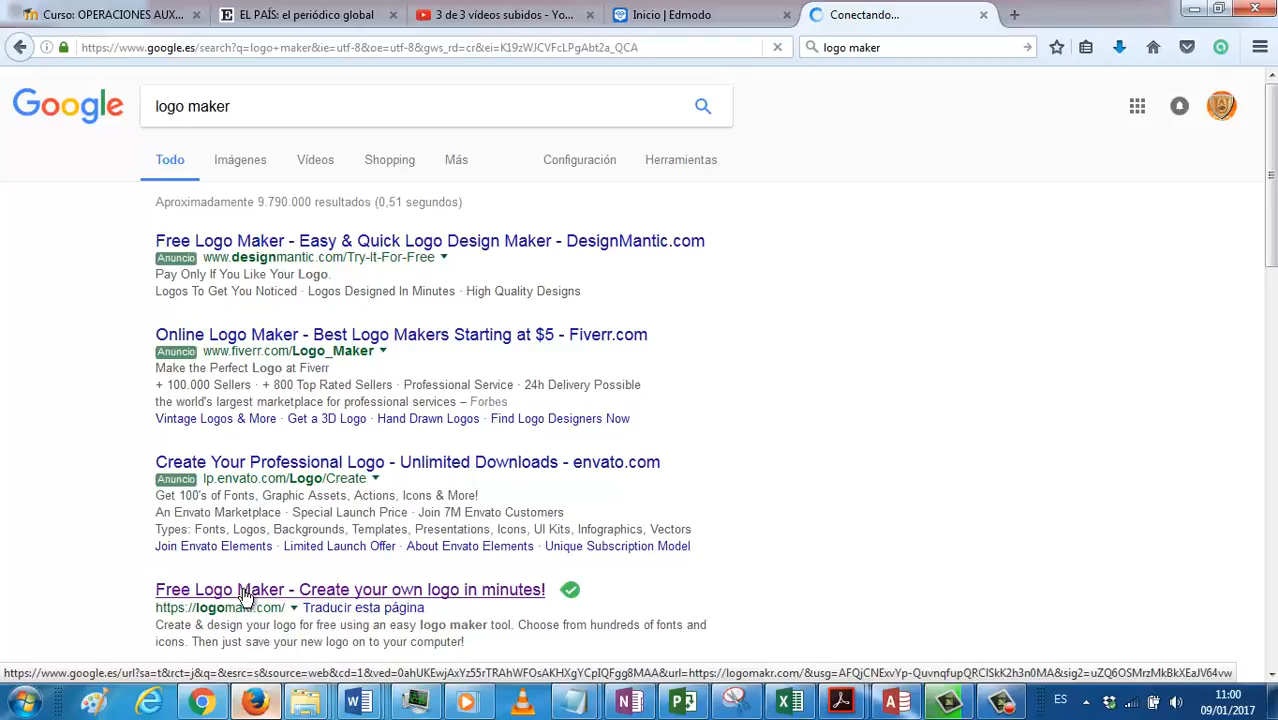 Curso: OPERACIONES AUX... × EL PAÍS: el periódico global × 3 de 3 vídeos subidos - Yo... × Inicio | Edmodo × Conectando... ×
https://www.google.es/search?q=logo+maker&ie=utf-8&oe=utf-8&gws_rd=cr&ei=K19zWJCVFcLPgAbt2a_QCA
logo maker
Google
logo maker
Todo Imágenes Vídeos Shopping Más Configuración Herramientas
Aproximadamente 9.790.000 resultados (0,51 segundos)
Free Logo Maker - Easy & Quick Logo Design Maker - DesignMantic.com
Anuncio www.designmantic.com/Try-It-For-Free
Pay Only If You Like Your Logo.
Logos To Get You Noticed · Logos Designed In Minutes · High Quality Designs
Online Logo Maker - Best Logo Makers Starting at $5 - Fiverr.com
Anuncio www.fiverr.com/Logo_Maker
Make the Perfect Logo at Fiverr
+ 100.000 Sellers · + 800 Top Rated Sellers · Professional Service · 24h Delivery Possible
the world's largest marketplace for professional services – Forbes
Vintage Logos & More · Get a 3D Logo · Hand Drawn Logos · Find Logo Designers Now
Create Your Professional Logo - Unlimited Downloads - envato.com
Anuncio lp.envato.com/Logo/Create
Get 100's of Fonts, Graphic Assets, Actions, Icons & More!
An Envato Marketplace · Special Launch Price · Join 7M Envato Customers
Types: Fonts, Logos, Backgrounds, Templates, Presentations, Icons, UI Kits, Infographics, Vectors
Join Envato Elements · Limited Launch Offer · About Envato Elements · Unique Subscription Model
Free Logo Maker - Create your own logo in minutes!
https://logomakr.com/ Traducir esta página
Create & design your logo for free using an easy logo maker tool. Choose from hundreds of fonts and
icons. Then just save your new logo on to your computer!
ES
11:00
09/01/2017